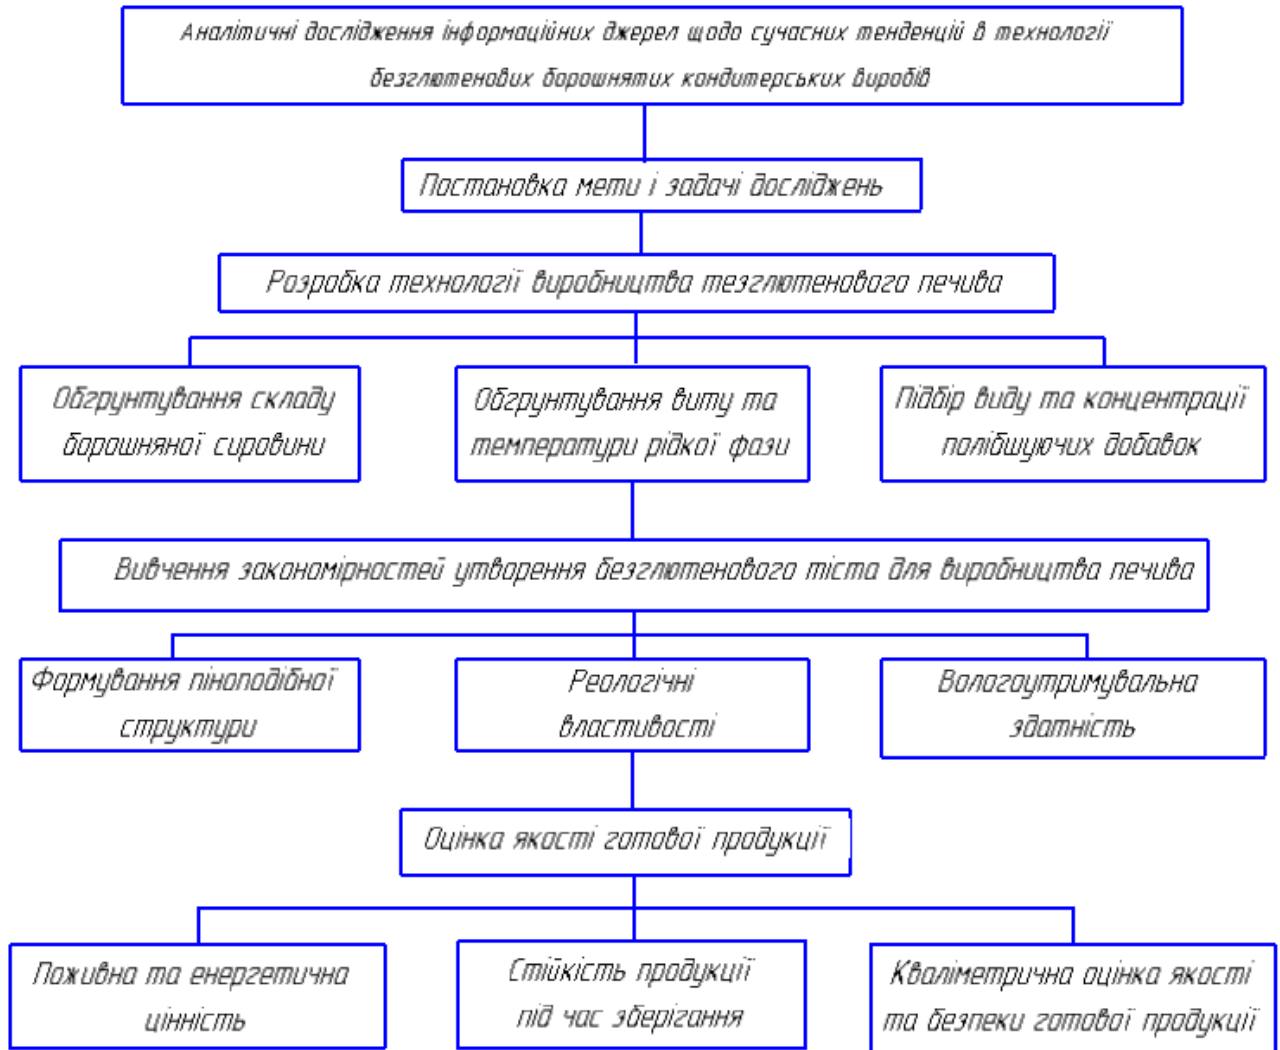 Аналітичні дослідження інформаційних джерел щодо сучасних тенденцій в технології
безглютенових борошнятих кондитерських виробів
Постановка мети і задачі досліджень
Розробка технології виробництва тезглютенового печива
Обгрунтування складу
борошняної сировини
Обгрунтування виту та
температури рідкої фази
Підбір виду та концентрації
полібшуючих добавок
Вивчення закономірностей утворення безглютенового тіста для виробництва печива
Формування піноподібної
структури
Реологічні
властивості
Вологоутримувальна
здатність
Оцінка якості готової продукції
Поживна та енергетична
цінність
Стійкість продукції
під час зберігання
Кваліметрична оцінка якості
та безпеки готової продукції